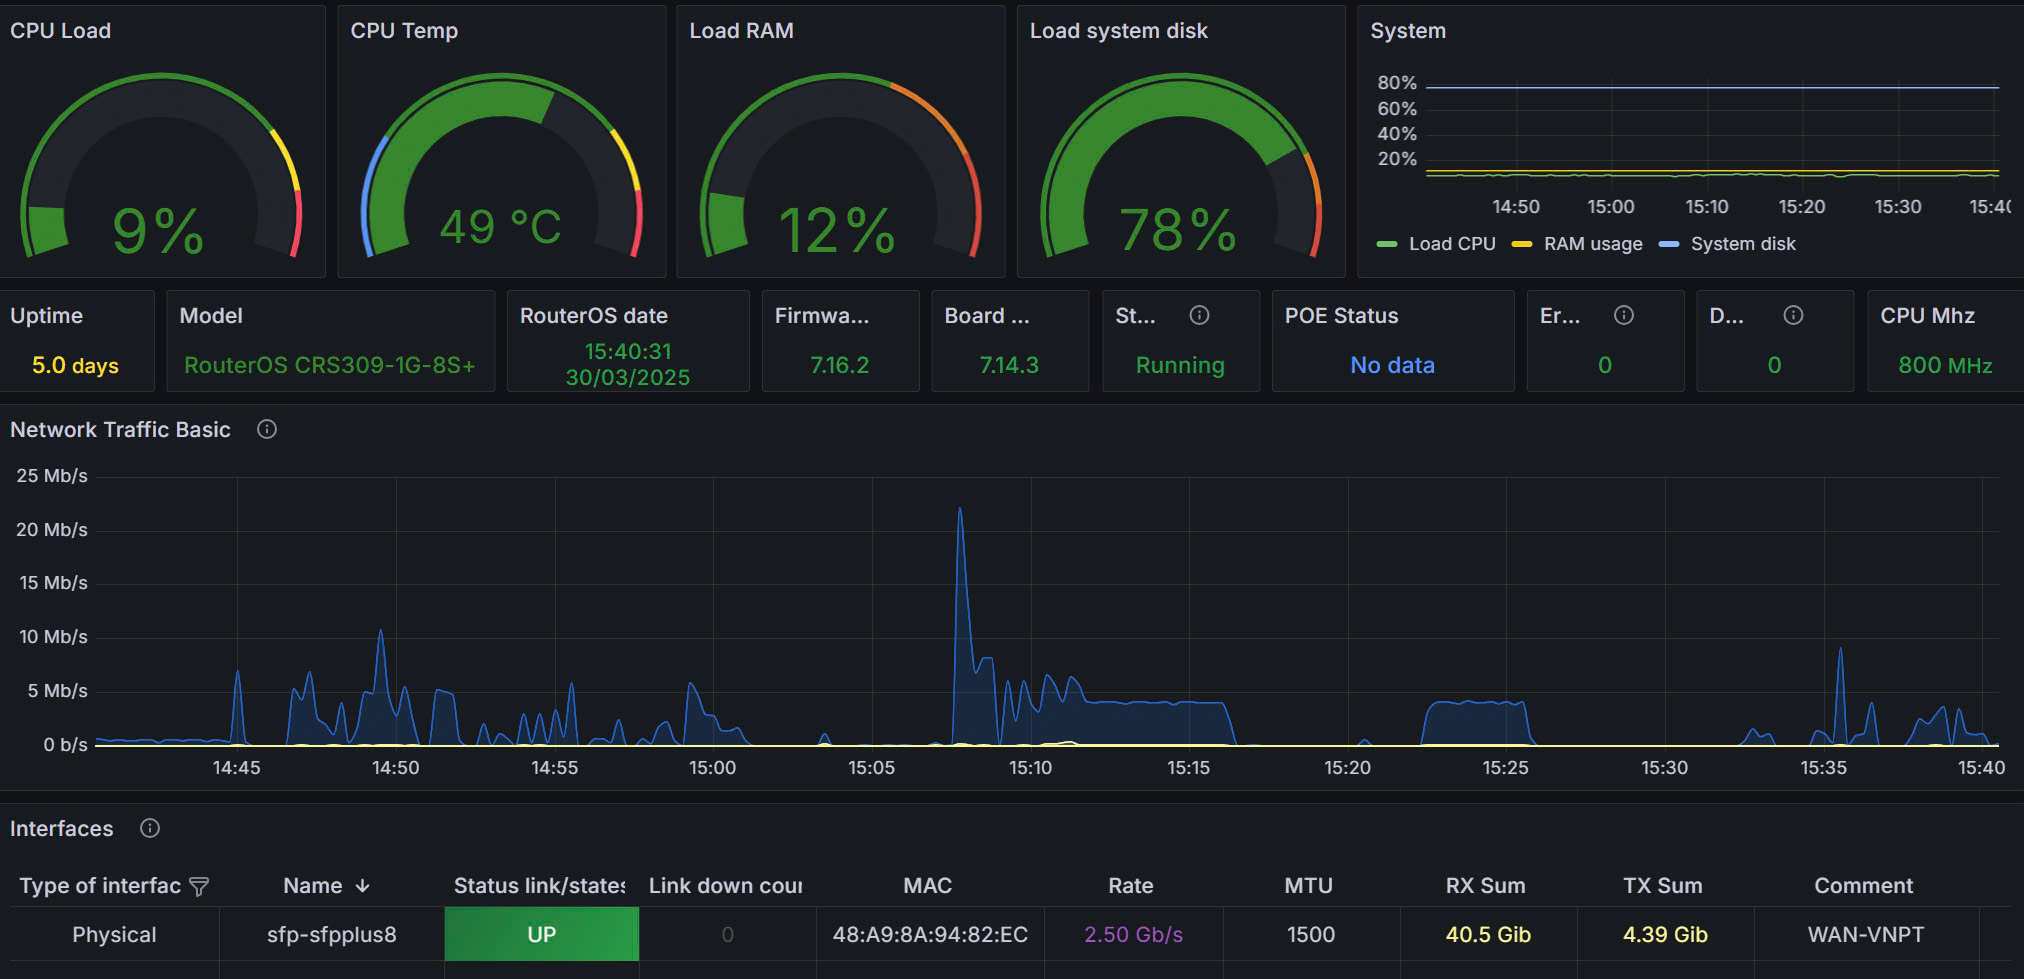 CPU Load
9%
CPU Temp
49 °C
Load RAM
12%
Load system disk
78%
System
80%
60%
40%
20%
14:50 15:00 15:10 15:20 15:30 15:40
Load CPU RAM usage System disk
Uptime
5.0 days
Model
RouterOS CRS309-1G-8S+
RouterOS date
15:40:31
30/03/2025
Firmwa...
7.16.2
Board ...
7.14.3
St...
Running
POE Status
No data
Er...
0
D...
0
CPU Mhz
800 MHz
Network Traffic Basic
25 Mb/s
20 Mb/s
15 Mb/s
10 Mb/s
5 Mb/s
0 b/s
14:45 14:50 14:55 15:00 15:05 15:10 15:15 15:20 15:25 15:30 15:35 15:40
Interfaces
Type of interfac Name Status link/states Link down cour MAC Rate MTU RX Sum TX Sum Comment
Physical sfp-sfpplus8 UP 0 48:A9:8A:94:82:EC 2.50 Gb/s 1500 40.5 Gib 4.39 Gib WAN-VNPT